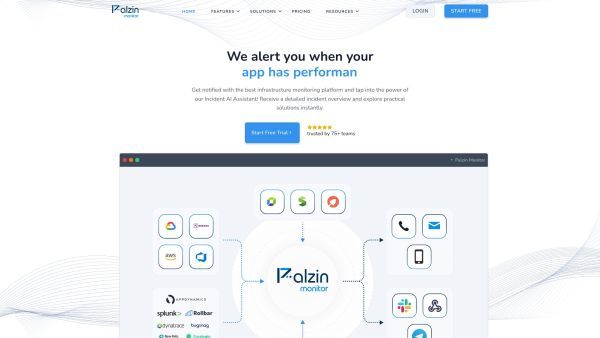 Palzin
monitor
HOME
FEATURES
SOLUTIONS
PRICING
RESOURCES
LOGIN
START FREE
We alert you when your
app has performan
Get notified with the best infrastructure monitoring platform and tap into the power of
our Incident AI Assistant! Receive a detailed incident overview and explore practical
solutions instantly.
Start Free Trial
trusted by 75+ teams
Palzin Monitor
aws
Palzin
monitor
APPDYNAMICS
splunk>
Rollbar
dynatrace
bugsnag
New Relic